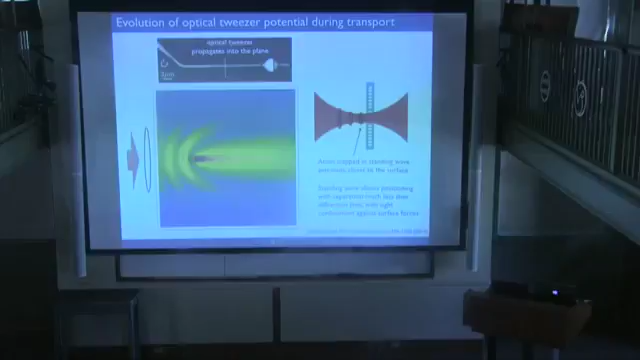 Evolution of optical tweezer potential during transport
optical tweezer
propagates into the plane
Atoms trapped in standing wave
potential closest to the surface
Standing wave allows positioning
with separation much less than
diffraction limit, with tight
confinement against surface forces